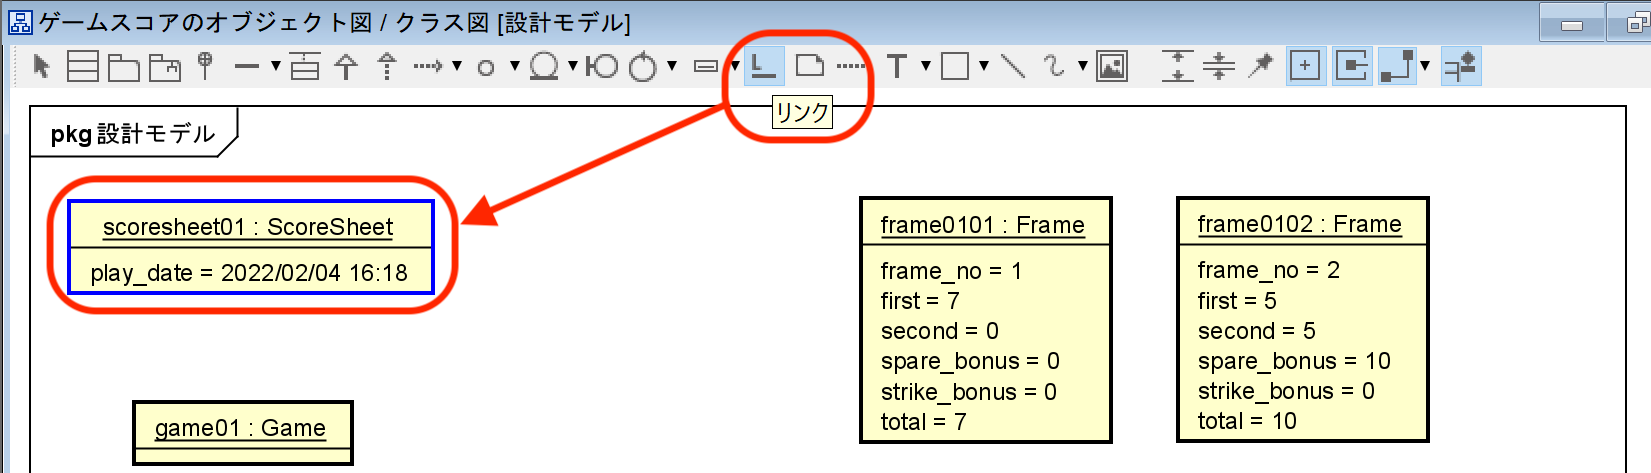 ゲームスコアのオブジェクト図 / クラス図 [設計モデル]
リンク
pkg 設計モデル
scoresheet01 : ScoreSheet
play_date = 2022/02/04 16:18
game01 : Game
frame0101 : Frame
frame_no = 1
first = 7
second = 0
spare_bonus = 0
strike_bonus = 0
total = 7
frame0102 : Frame
frame_no = 2
first = 5
second = 5
spare_bonus = 10
strike_bonus = 0
total = 10